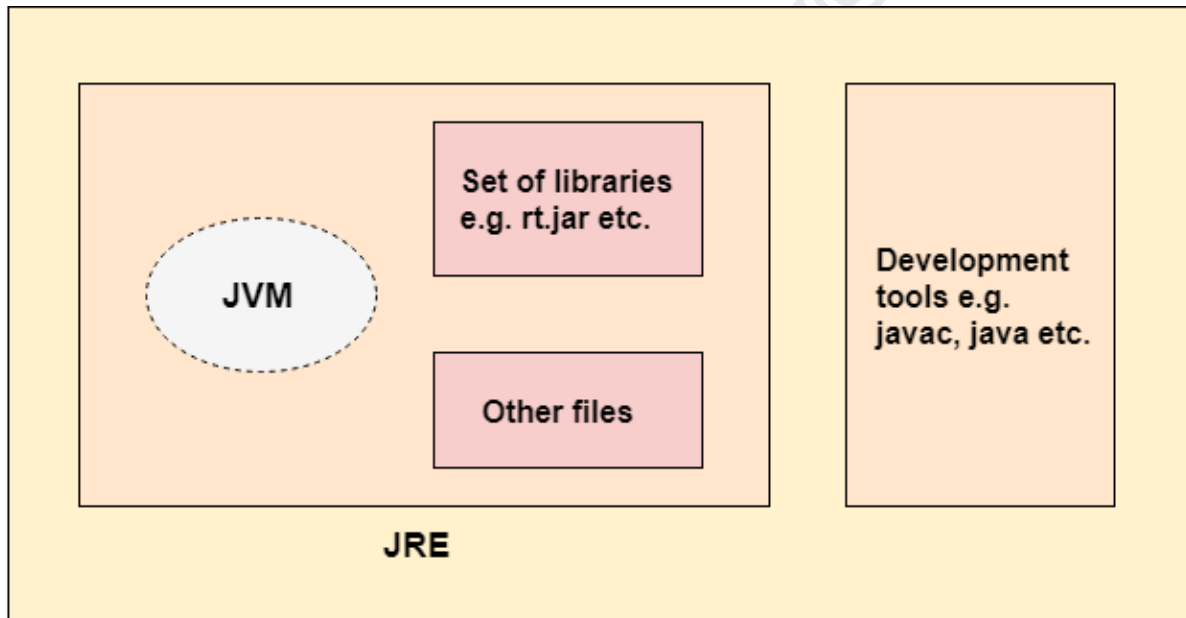 Set of libraries
e.g. rt.jar etc.
JVM
Other files
Development
tools e.g.
javac, java etc.
JRE